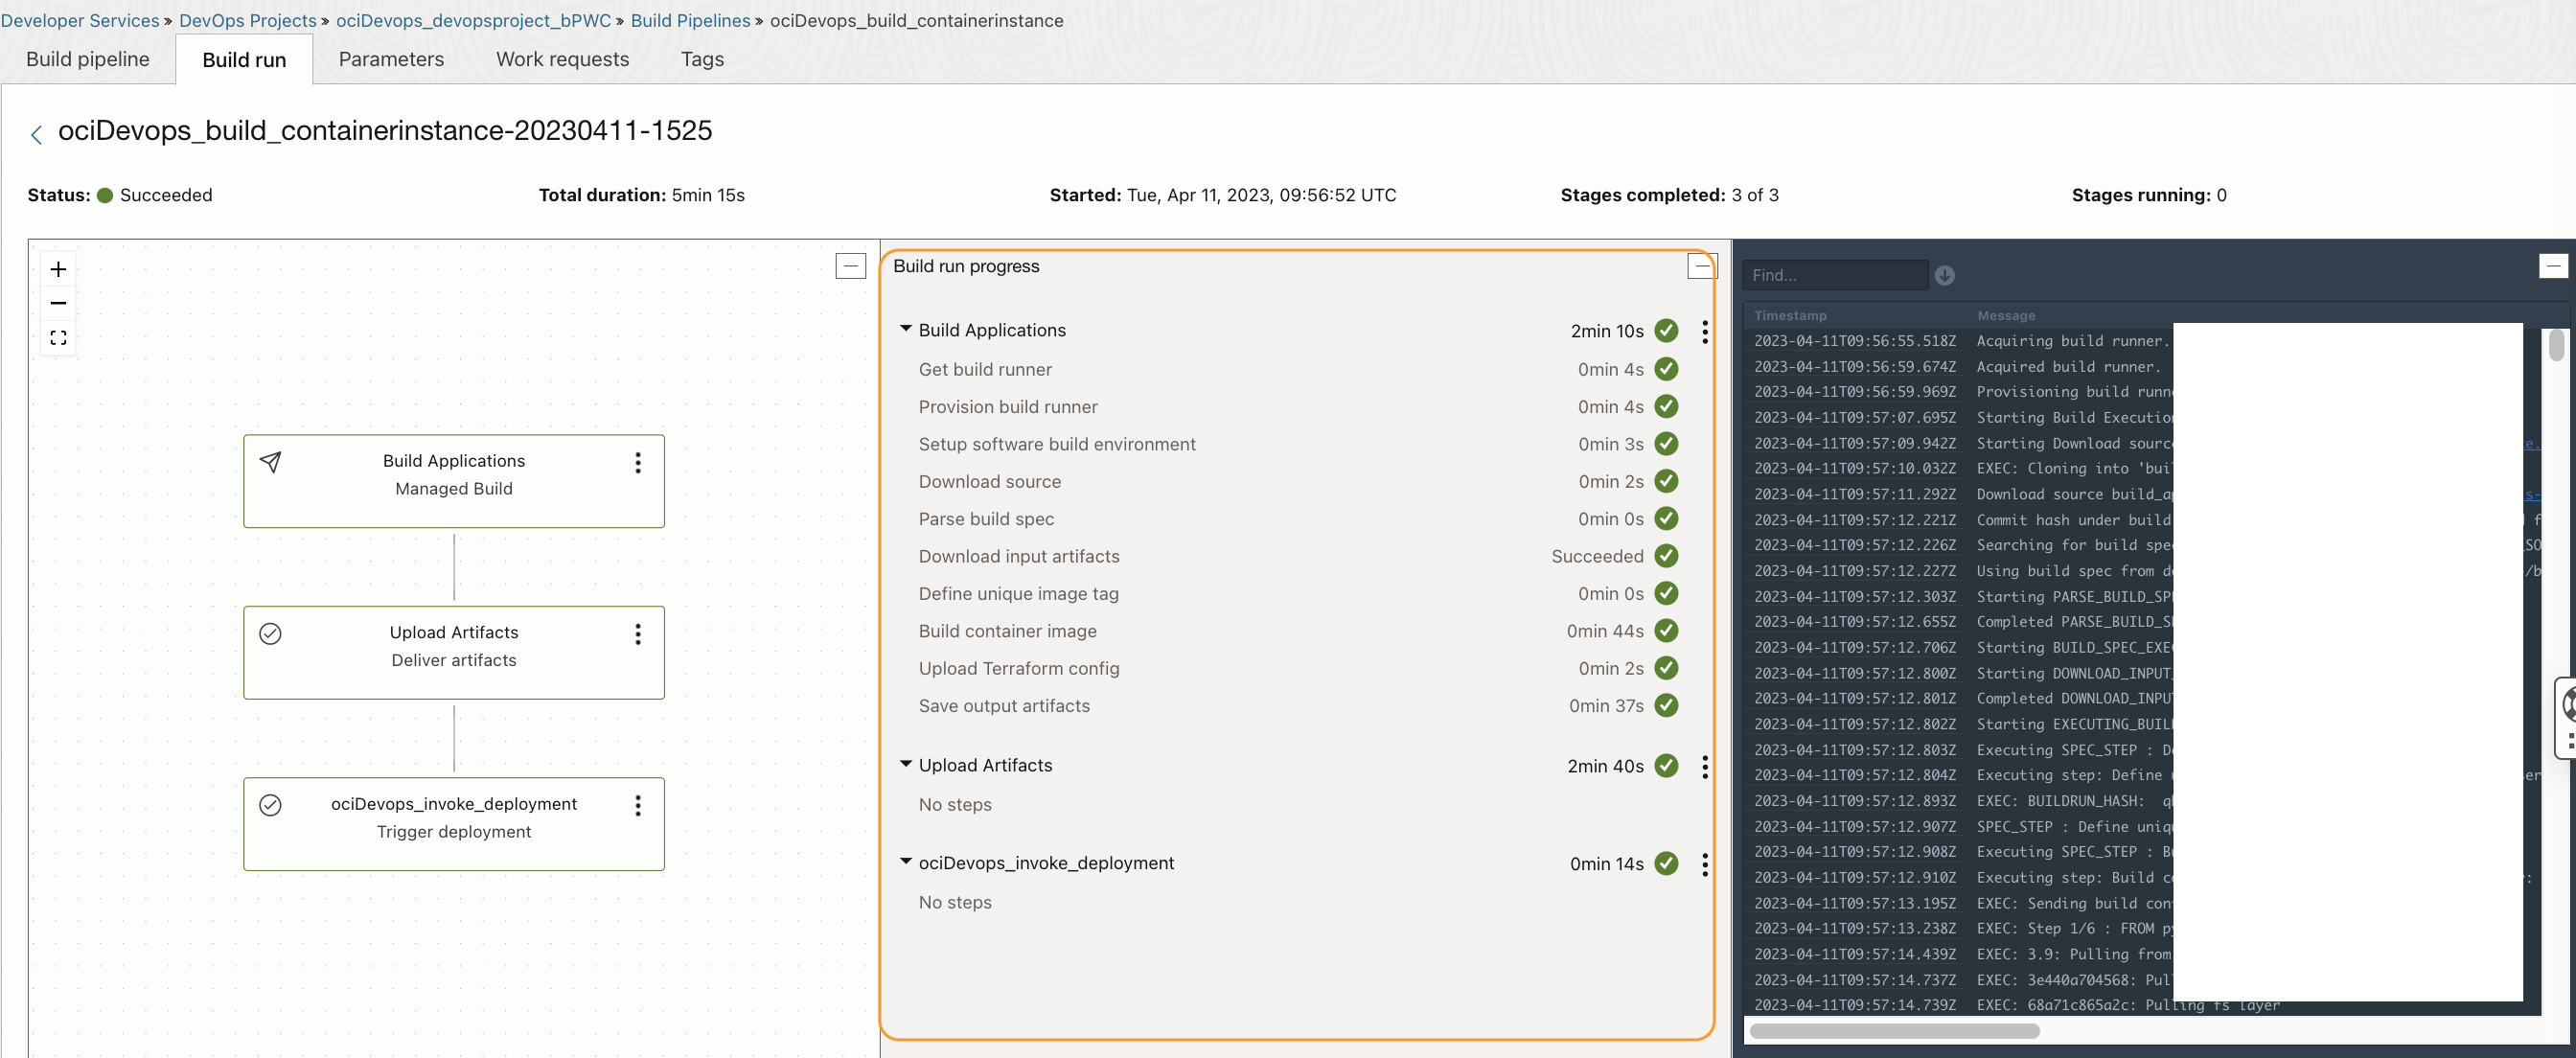 Developer Services » DevOps Projects » ociDevops_devopsproject_bPWC » Build Pipelines » ociDevops_build_containerinstance
Build pipeline Build run Parameters Work requests Tags
ociDevops_build_containerinstance-20230411-1525
Status: Succeeded Total duration: 5min 15s Started: Tue, Apr 11, 2023, 09:56:52 UTC Stages completed: 3 of 3 Stages running: 0
Build Applications
Managed Build
Upload Artifacts
Deliver artifacts
ociDevops_invoke_deployment
Trigger deployment
Build run progress
Build Applications 2min 10s
Get build runner 0min 4s
Provision build runner 0min 4s
Setup software build environment 0min 3s
Download source 0min 2s
Parse build spec 0min 0s
Download input artifacts Succeeded
Define unique image tag 0min 0s
Build container image 0min 44s
Upload Terraform config 0min 2s
Save output artifacts 0min 37s
Upload Artifacts 2min 40s
No steps
ociDevops_invoke_deployment 0min 14s
No steps
Find...
Timestamp Message
2023-04-11T09:56:55.518Z Acquiring build runner.
2023-04-11T09:56:59.674Z Acquired build runner.
2023-04-11T09:56:59.969Z Provisioning build
2023-04-11T09:57:07.695Z Starting Build
2023-04-11T09:57:09.942Z Starting Download
2023-04-11T09:57:10.032Z EXEC: Cloning into
2023-04-11T09:57:11.292Z Download source
2023-04-11T09:57:12.221Z Commit hash under build
2023-04-11T09:57:12.226Z Searching for build
2023-04-11T09:57:12.227Z Using build spec from
2023-04-11T09:57:12.303Z Starting
2023-04-11T09:57:12.655Z Completed
2023-04-11T09:57:12.706Z Starting
2023-04-11T09:57:12.800Z Starting
2023-04-11T09:57:12.801Z Completed
2023-04-11T09:57:12.802Z Starting
2023-04-11T09:57:12.803Z Executing SPEC_STEP :
2023-04-11T09:57:12.804Z Executing step: Define
2023-04-11T09:57:12.893Z EXEC: BUILDRUN_HASH:
2023-04-11T09:57:12.907Z SPEC_STEP : Define
2023-04-11T09:57:12.908Z Executing SPEC_STEP :
2023-04-11T09:57:12.910Z Executing step: Build
2023-04-11T09:57:13.195Z EXEC: Sending build
2023-04-11T09:57:13.238Z EXEC: Step 1/6 : FROM
2023-04-11T09:57:14.439Z EXEC: 3.9: Pulling from
2023-04-11T09:57:14.737Z EXEC: 3e440a704568:
2023-04-11T09:57:14.739Z EXEC: 68a71c865a2c: Pulling fs layer